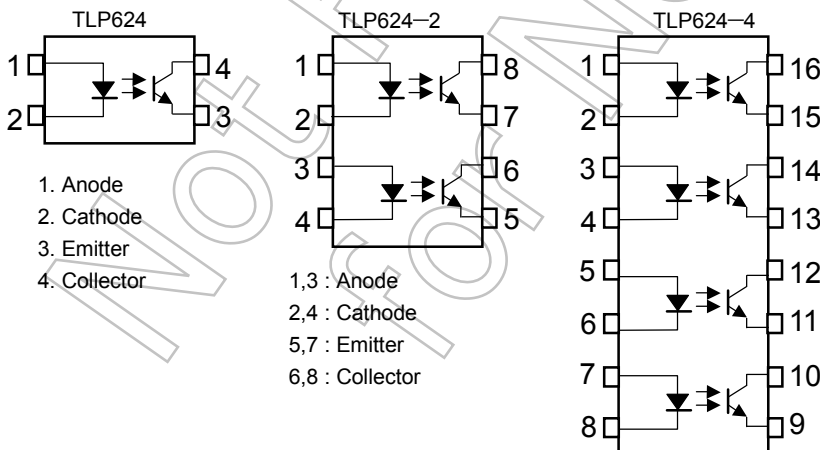 TLP624
1
2
4
3
1. Anode
2. Cathode
3. Emitter
4. Collector
TLP624−2
1
2
3
4
8
7
6
5
1,3 : Anode
2,4 : Cathode
5,7 : Emitter
6,8 : Collector
TLP624−4
1
2
3
4
5
6
7
8
16
15
14
13
12
11
10
9
Not
for